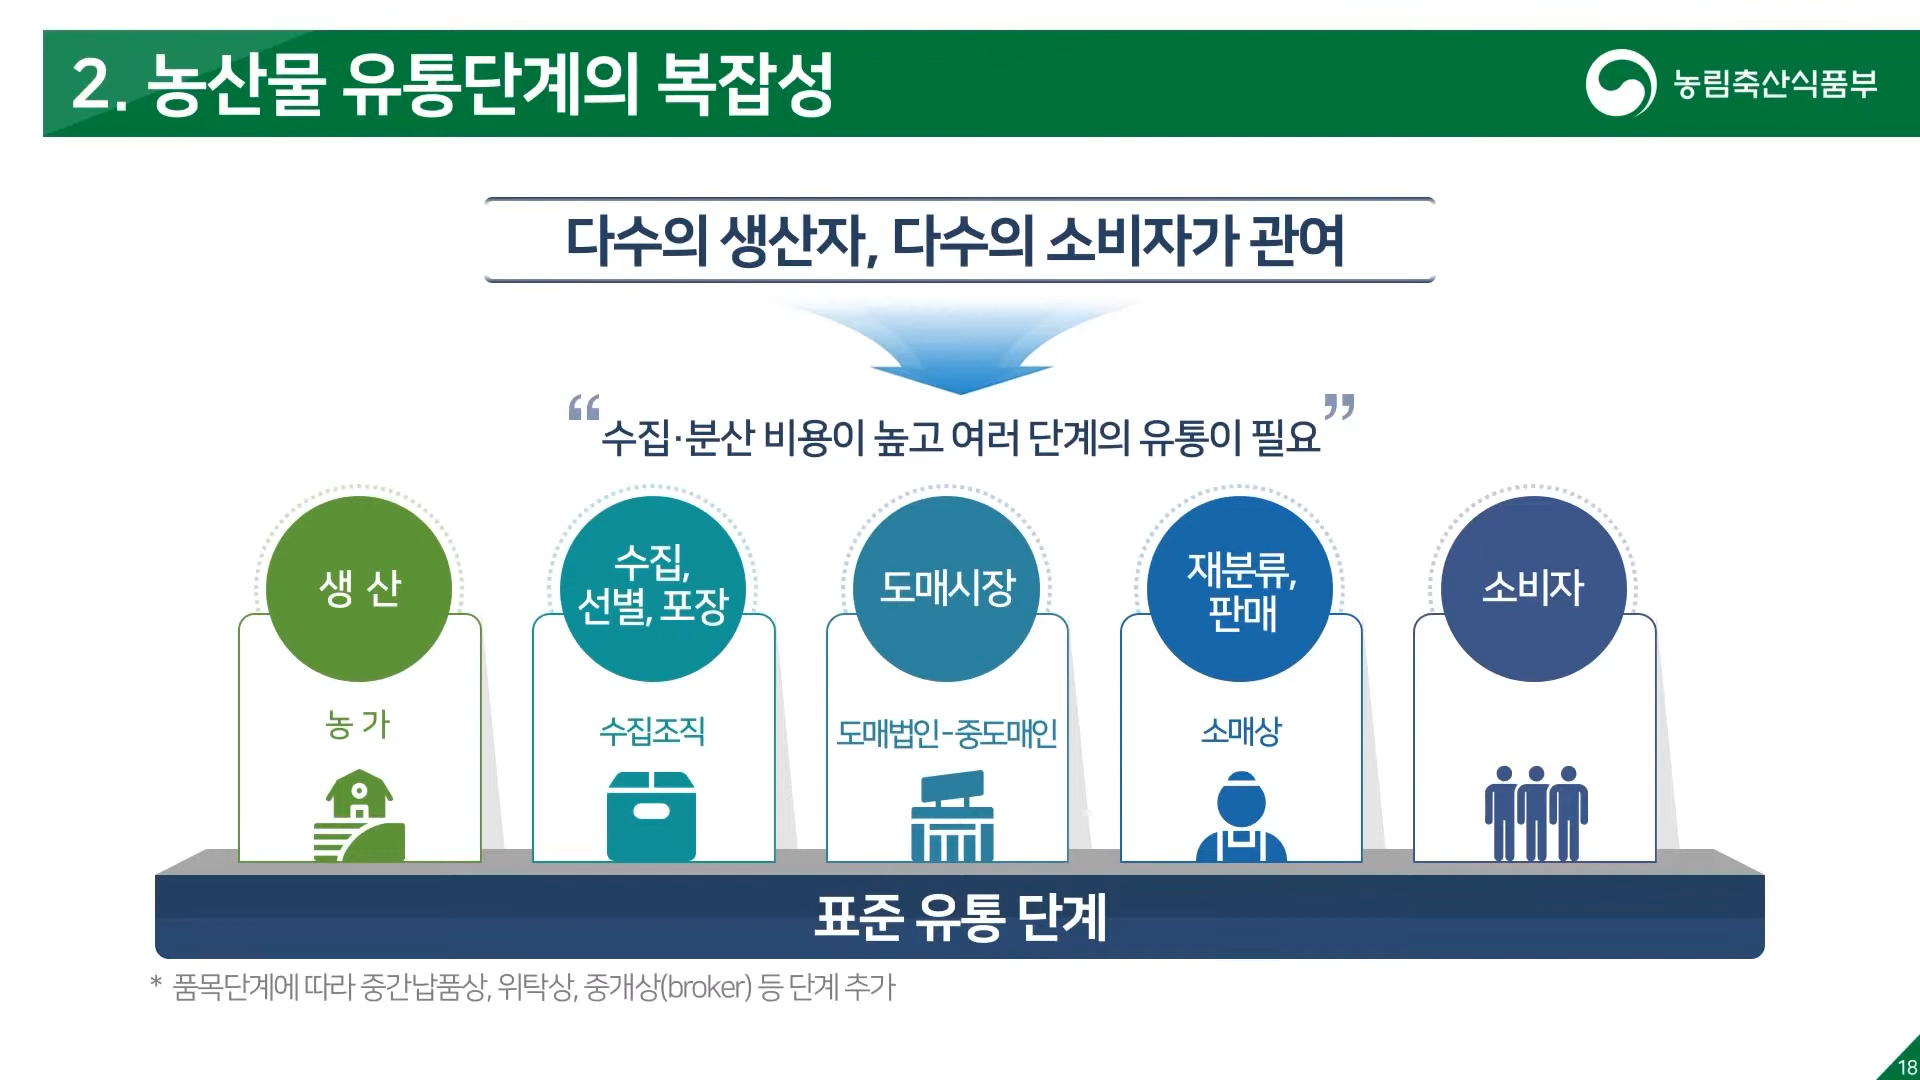 2. 농산물 유통단계의 복잡성
농림축산식품부
다수의 생산자, 다수의 소비자가 관여
“수집·분산 비용이 높고 여러 단계의 유통이 필요”
생 산
농 가
수집,
선별, 포장
수집조직
도매시장
도매법인-중도매인
재분류,
판매
소매상
소비자
표준 유통 단계
* 품목단계에 따라 중간납품상, 위탁상, 중개상(broker) 등 단계 추가
18